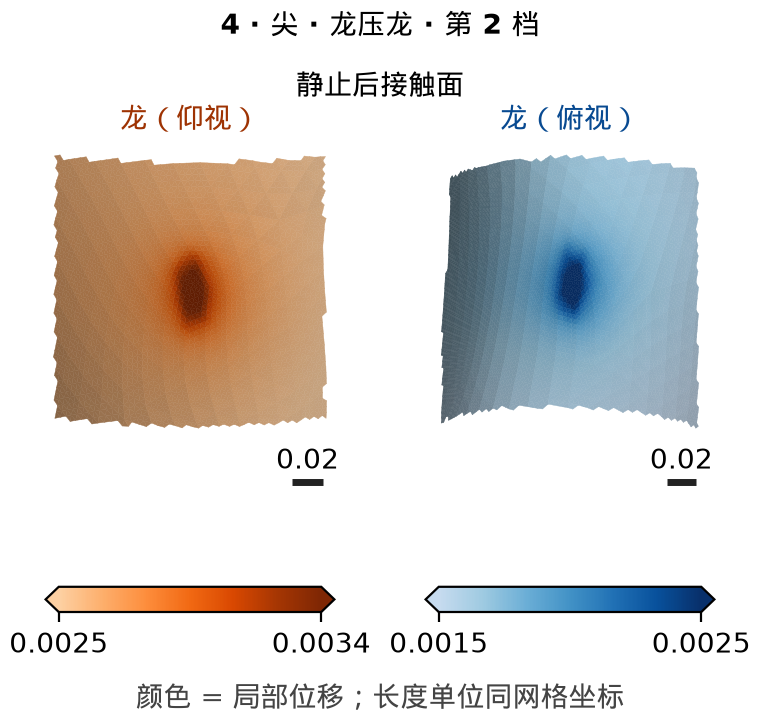 4 · 尖 · 龙压龙 · 第 2 档
静止后接触面
龙（仰视）
龙（俯视）
0.02
0.02
0.0025
0.0034
0.0015
0.0025
颜色 = 局部位移；长度单位同网格坐标